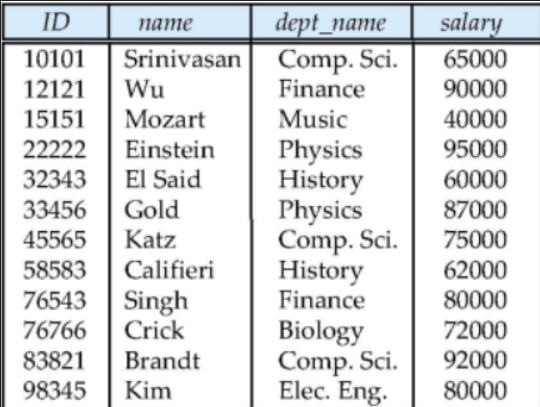 ID name dept_name salary
10101 Srinivasan Comp. Sci. 65000
12121 Wu Finance 90000
15151 Mozart Music 40000
22222 Einstein Physics 95000
32343 El Said History 60000
33456 Gold Physics 87000
45565 Katz Comp. Sci. 75000
58583 Califieri History 62000
76543 Singh Finance 80000
76766 Crick Biology 72000
83821 Brandt Comp. Sci. 92000
98345 Kim Elec. Eng. 80000